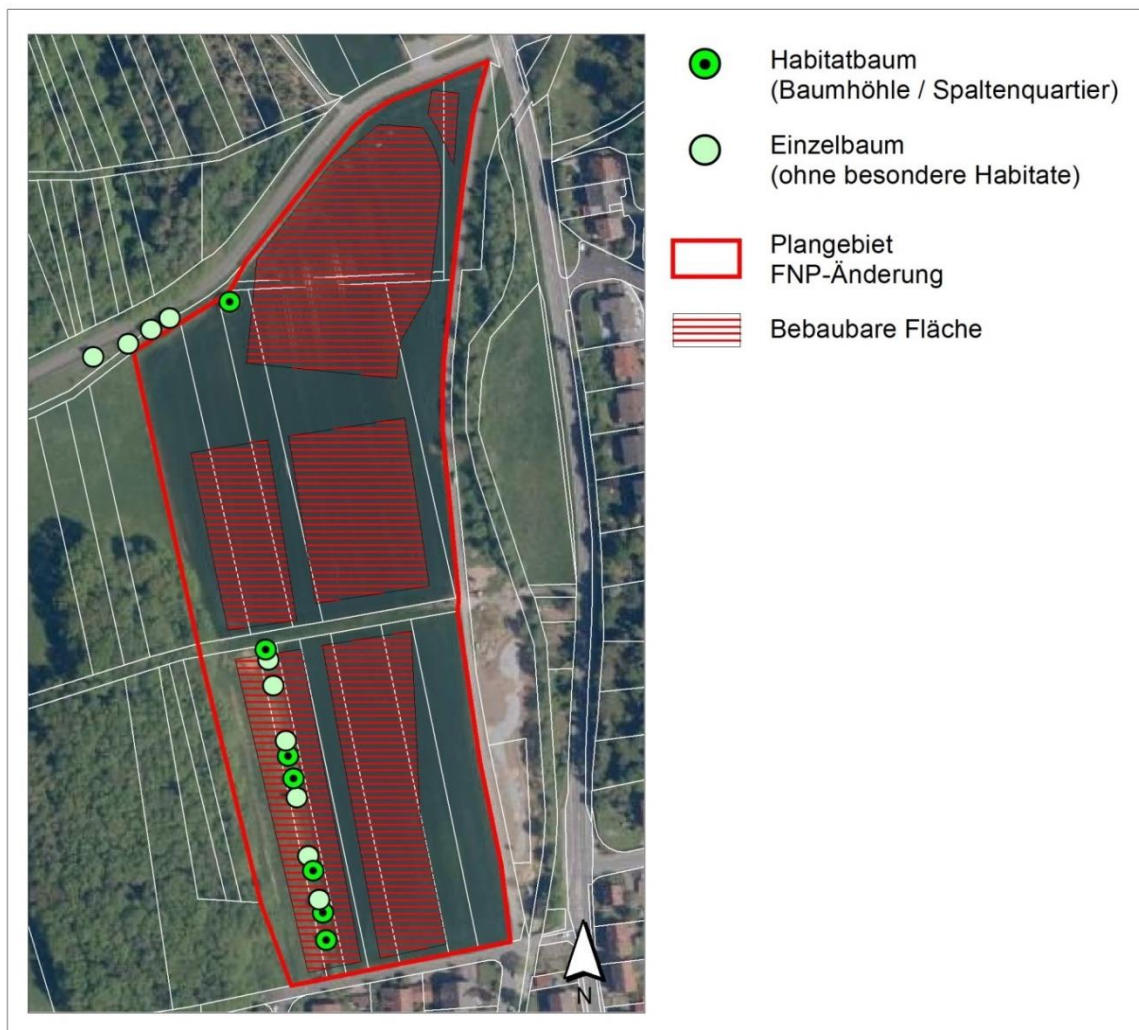 Habitatbaum
(Baumhöhle / Spaltenquartier)
Einzelbaum
(ohne besondere Habitate)
Plangebiet
FNP-Änderung
Bebaubare Fläche
N